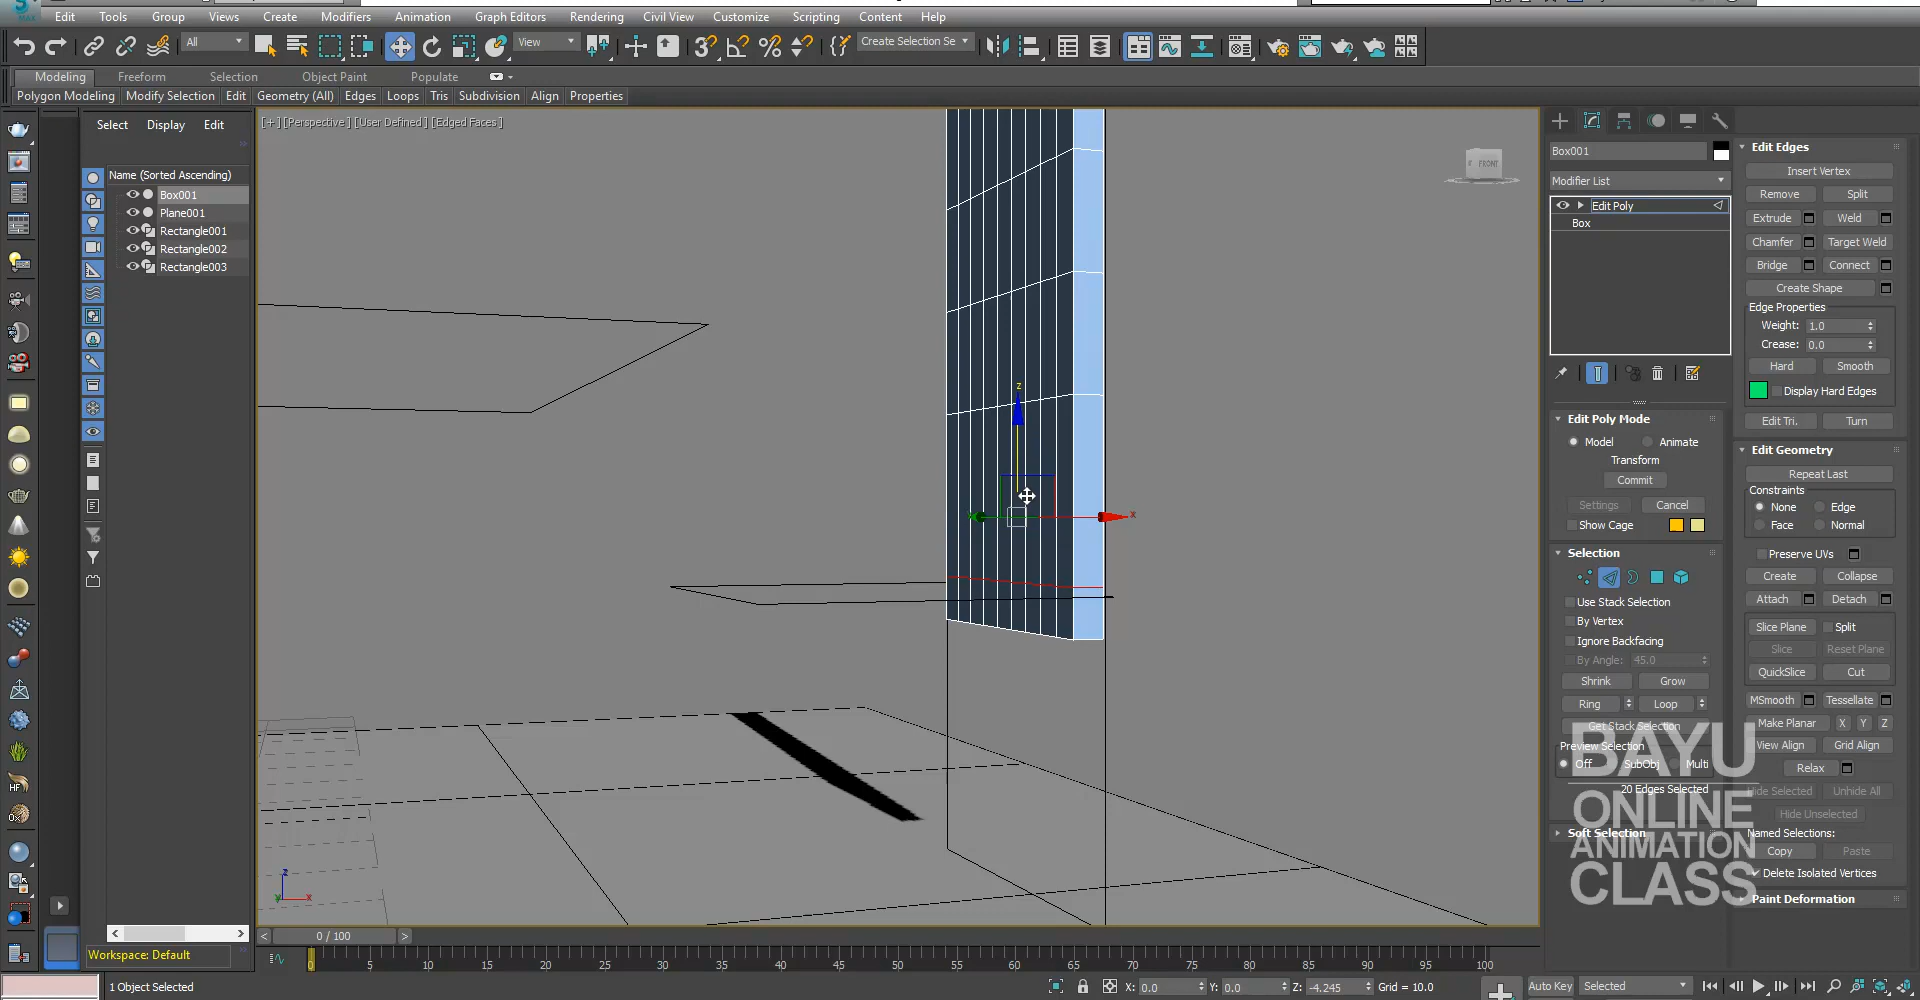 Edit Tools Group Views Create Modifiers Animation Graph Editors Rendering Civil View Customize Scripting Content Help
All View Create Selection Se
Modeling Freeform Selection Object Paint Populate
Polygon Modeling Modify Selection Edit Geometry (All) Edges Loops Tris Subdivision Align Properties
Select Display Edit
Name (Sorted Ascending)
Box001
Plane001
Rectangle001
Rectangle002
Rectangle003
Workspace: Default
[+] [Perspective] [User Defined] [Edged Faces]
FRONT
z
x
z
y x
Box001
Modifier List
Edit Poly
Box
Edit Poly Mode
Model Animate
Transform
Commit
Settings Cancel
Show Cage
Selection
Use Stack Selection
By Vertex
Ignore Backfacing
By Angle: 45.0
Shrink Grow
Ring Loop
Get Stack Selection
Preview Selection
Off SubObj Multi
20 Edges Selected
Soft Selection
Edit Edges
Insert Vertex
Remove Split
Extrude Weld
Chamfer Target Weld
Bridge Connect
Create Shape
Edge Properties
Weight: 1.0
Crease: 0.0
Hard Smooth
Display Hard Edges
Edit Tri. Turn
Edit Geometry
Repeat Last
Constraints
None Edge
Face Normal
Preserve UVs
Create Collapse
Attach Detach
Slice Plane Split
Slice Reset Plane
QuickSlice Cut
MSmooth Tessellate
Make Planar X Y Z
View Align Grid Align
Relax
Hide Selected Unhide All
Hide Unselected
Named Selections:
Copy Paste
Delete Isolated Vertices
Paint Deformation
BAYU
ONLINE
ANIMATION
CLASS
< 0 / 100 >
0 5 10 15 20 25 30 35 40 45 50 55 60 65 70 75 80 85 90 95 100
1 Object Selected X: 0.0 Y: 0.0 Z: -4.245 Grid = 10.0 Auto Key Selected